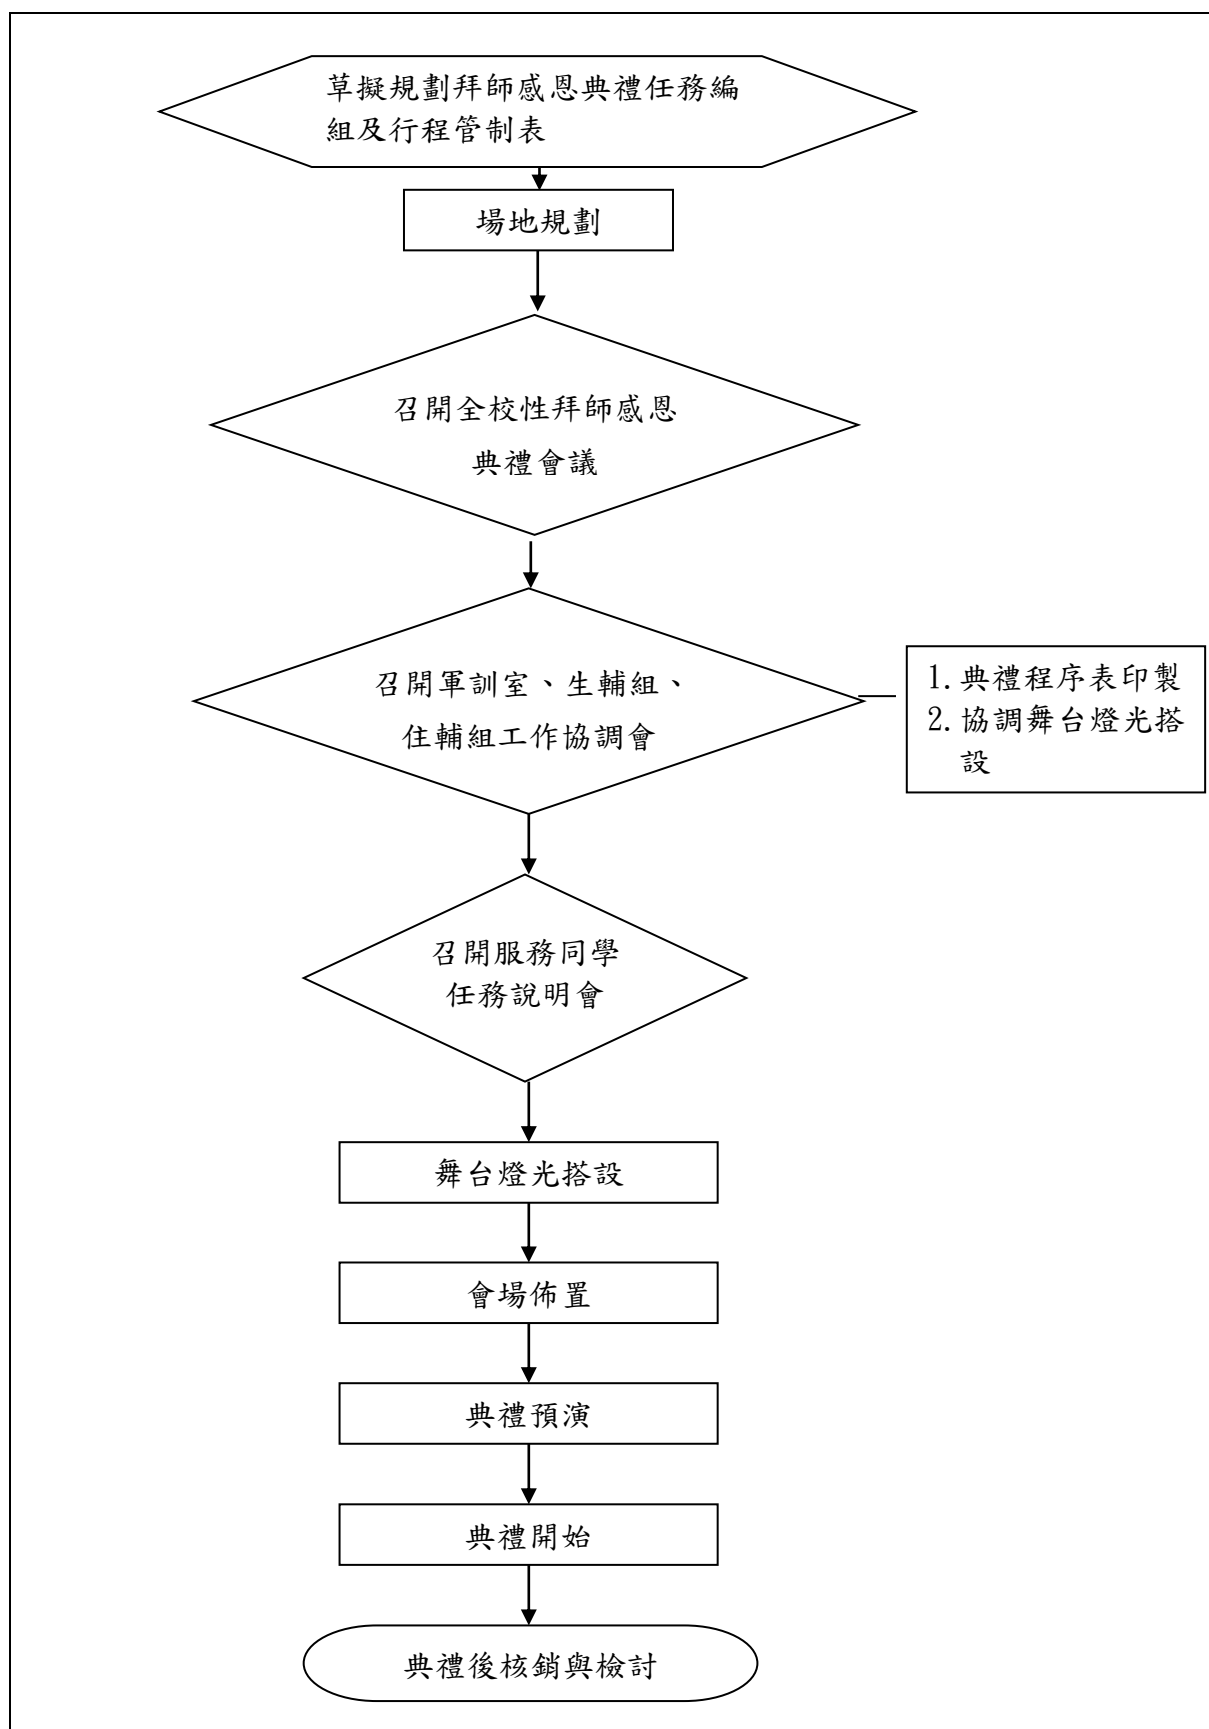 草擬規劃拜師感恩典禮任務編
組及行程管制表
場地規劃
召開全校性拜師感恩
典禮會議
召開軍訓室、生輔組、
住輔組工作協調會
1.典禮程序表印製
2.協調舞台燈光搭
設
召開服務同學
任務說明會
舞台燈光搭設
會場佈置
典禮預演
典禮開始
典禮後核銷與檢討